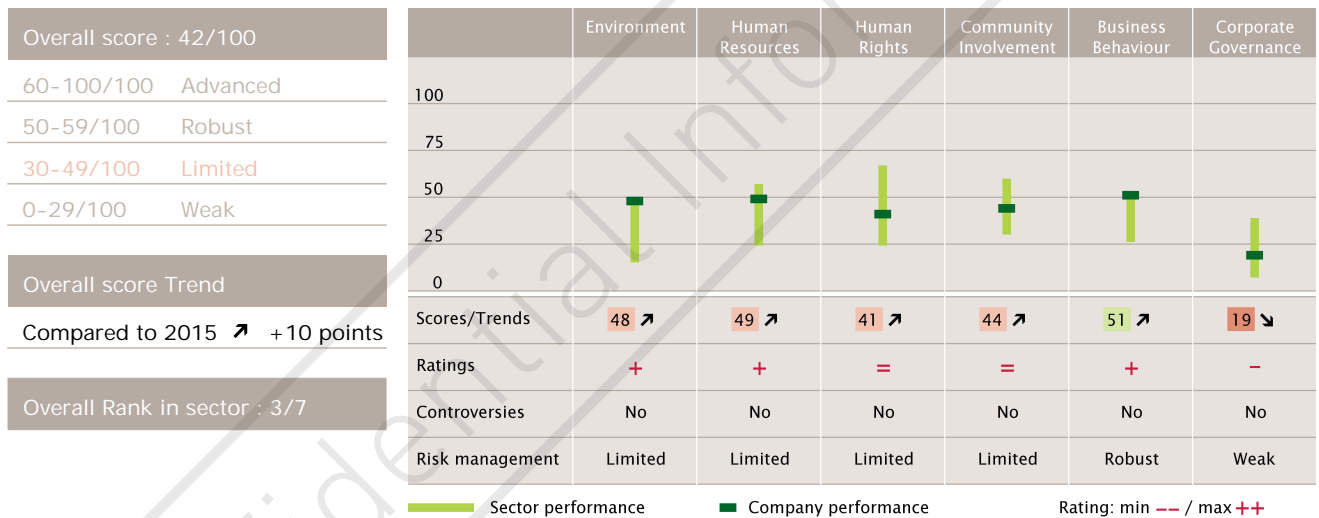 Overall score : 42/100
60-100/100 Advanced
50-59/100 Robust
30-49/100 Limited
0-29/100 Weak
Overall score Trend
Compared to 2015 ↗ +10 points
Overall Rank in sector : 3/7
Environment
Human
Resources
Human
Rights
Community
Involvement
Business
Behaviour
Corporate
Governance
100
75
50
25
0
Scores/Trends 48 ↗ 49 ↗ 41 ↗ 44 ↗ 51 ↗ 19 ↘
Ratings + + = = + −
Controversies No No No No No No
Risk management Limited Limited Limited Limited Robust Weak
Sector performance Company performance Rating: min −− / max ++